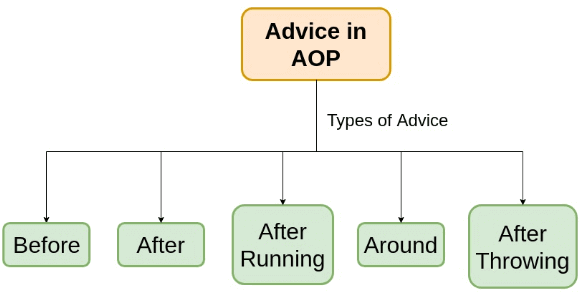 Advice in
AOP
Types of Advice
Before
After
After
Running
Around
After
Throwing